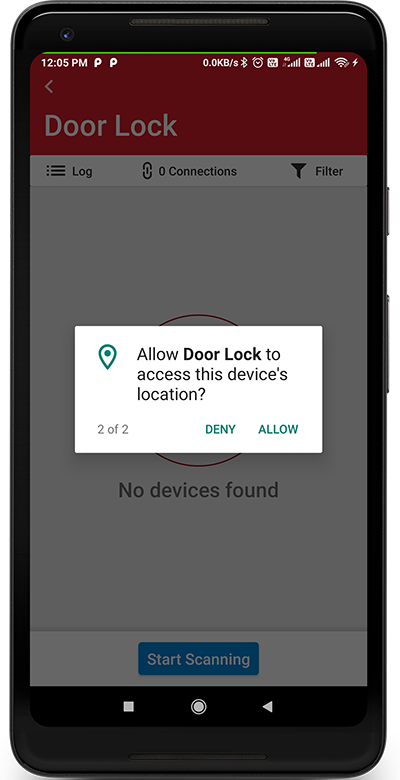 12:05 PM P P 0.0KB/s 4G
Door Lock
Log 0 Connections Filter
Allow Door Lock to
access this device's
location?
2 of 2 DENY ALLOW
No devices found
Start Scanning